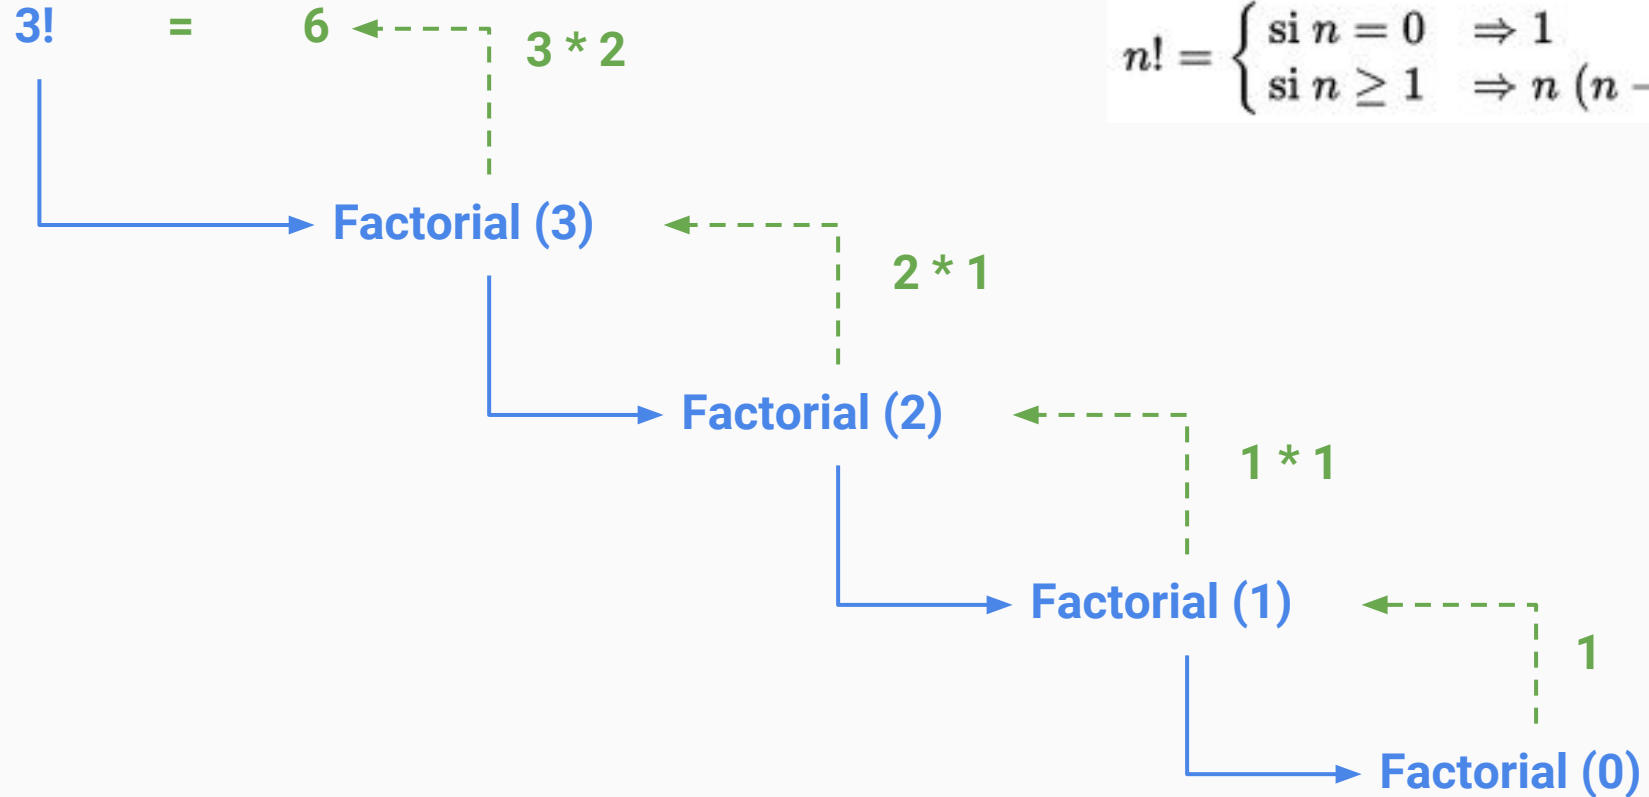 3! = 6
3 * 2
n! = { si n = 0 ⇒ 1
si n ≥ 1 ⇒ n (n −
Factorial (3)
2 * 1
Factorial (2)
1 * 1
Factorial (1)
1
Factorial (0)